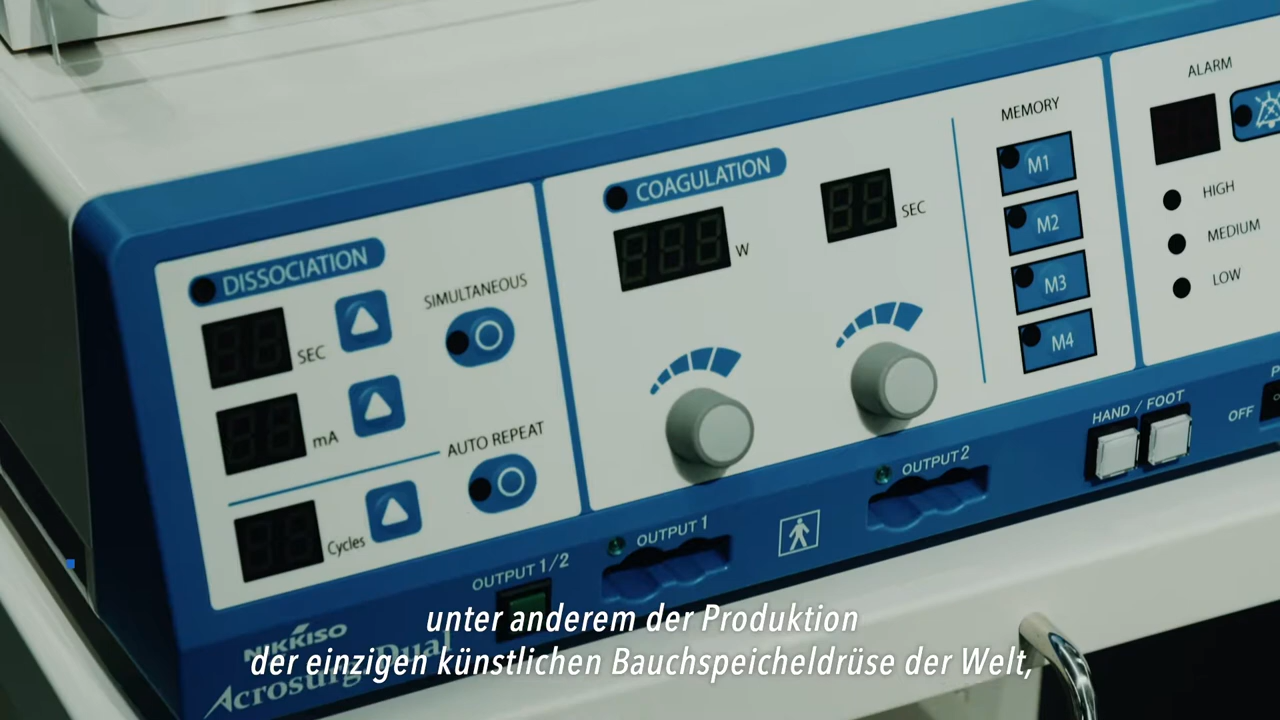 DISSOCIATION
SEC
SIMULTANEOUS
mA
AUTO REPEAT
Cycles
COAGULATION
W
SEC
MEMORY
M1
M2
M3
M4
ALARM
HIGH
MEDIUM
LOW
OUTPUT 1/2
OUTPUT 1
OUTPUT 2
HAND / FOOT
OFF
NIKKISO
Acrosurg Dual
unter anderem der Produktion
der einzigen künstlichen Bauchspeicheldrüse der Welt,